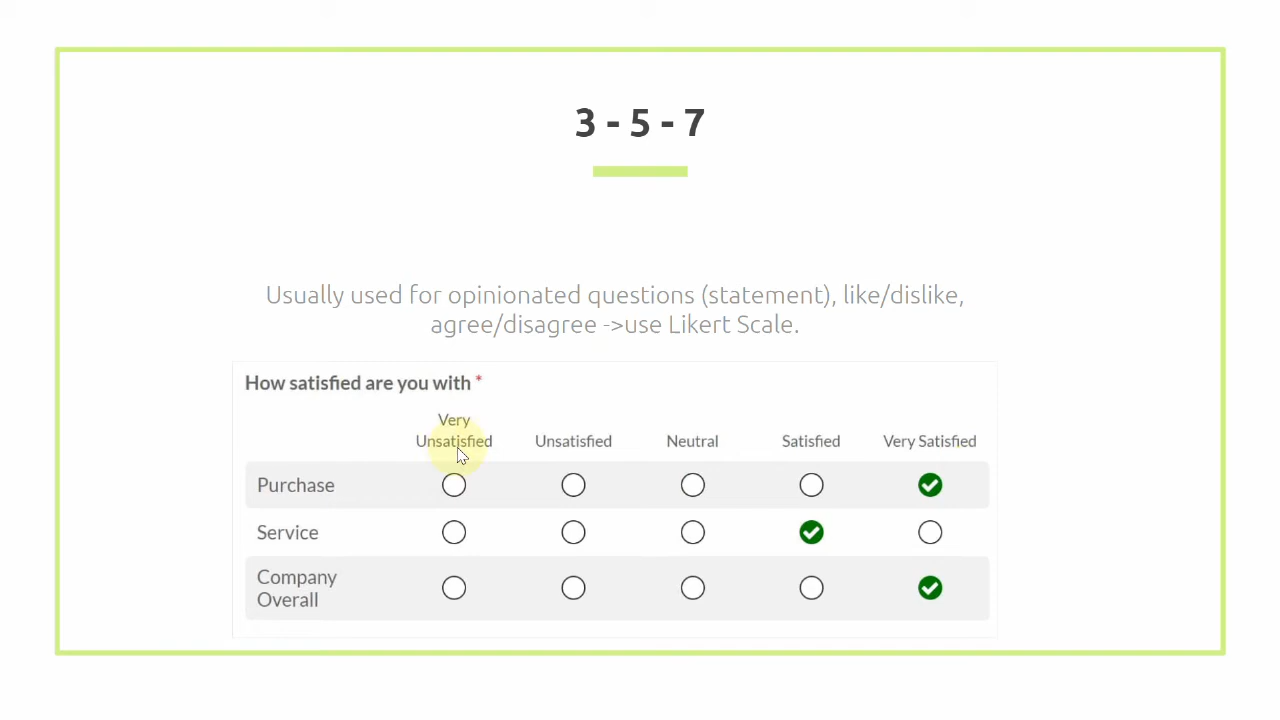 3 - 5 - 7
Usually used for opinionated questions (statement), like/dislike,
agree/disagree ->use Likert Scale.
How satisfied are you with *
Very
Unsatisfied Unsatisfied Neutral Satisfied Very Satisfied
Purchase
Service
Company
Overall